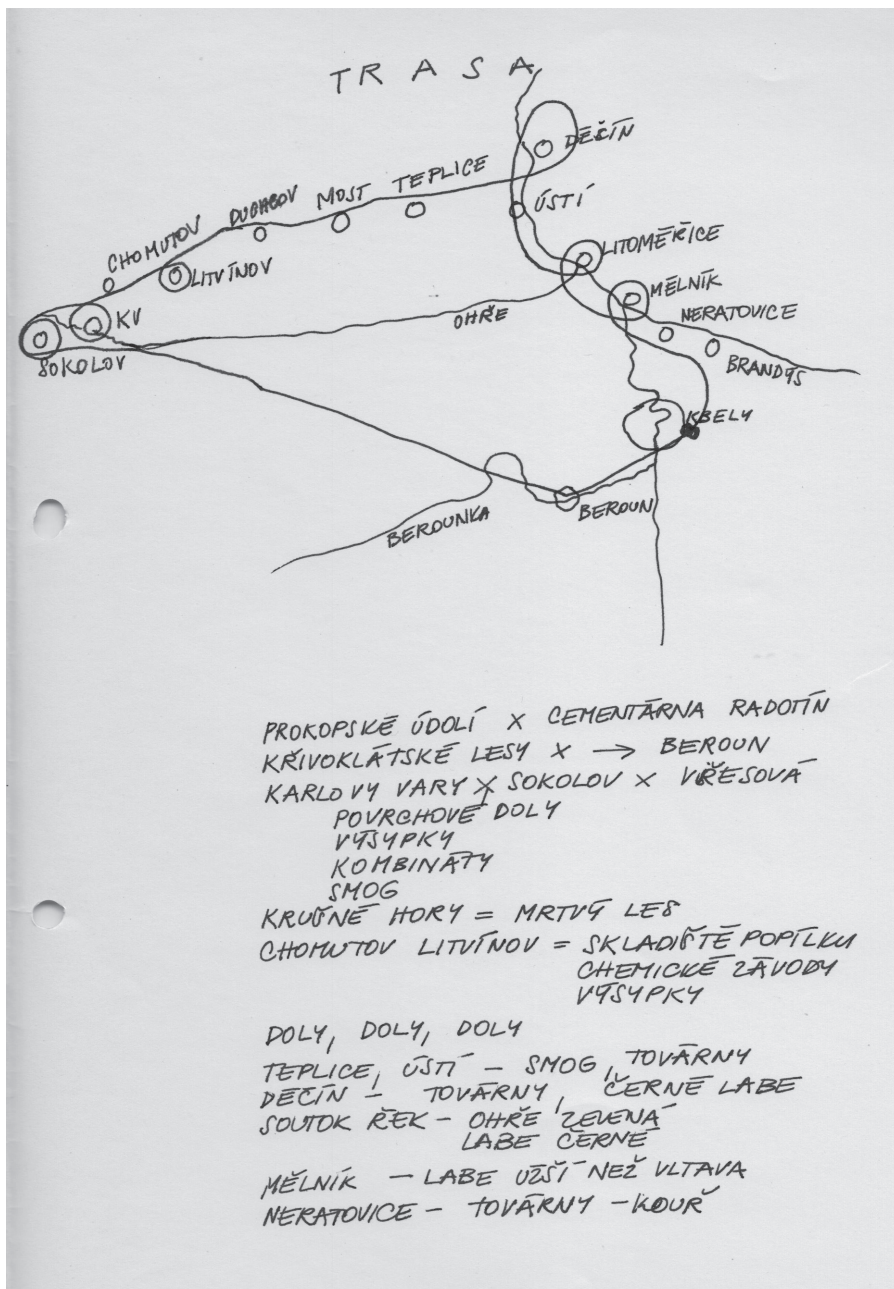 TRASA
DĚČÍN
TEPLICE
MOST
DUCHCOV
ÚSTÍ
CHOMUTOV
LITVÍNOV
LITOMĚŘICE
MĚLNÍK
KV
OHŘE
NERATOVICE
SOKOLOV
BRANDÝS
KBELY
BEROUNKA
BEROUN
PROKOPSKÉ ÚDOLÍ X CEMENTÁRNA RADOTÍN
KŘIVOKLÁTSKÉ LESY X → BEROUN
KARLOVY VARY X SOKOLOV X VŘESOVÁ
POVRCHOVÉ DOLY
VÝSYPKY
KOMBINÁTY
SMOG
KRUŠNÉ HORY = MRTVÝ LES
CHOMUTOV LITVÍNOV = SKLADIŠTĚ POPÍLKU
CHEMICKÉ ZÁVODY
VÝSYPKY
DOLY, DOLY, DOLY
TEPLICE, ÚSTÍ – SMOG, TOVÁRNY
DĚČÍN – TOVÁRNY, ČERNÉ LABE
SOUTOK ŘEK – OHŘE ZELENÁ
LABE ČERNÉ
MĚLNÍK – LABE UŽŠÍ NEŽ VLTAVA
NERATOVICE – TOVÁRNY – KOUŘ